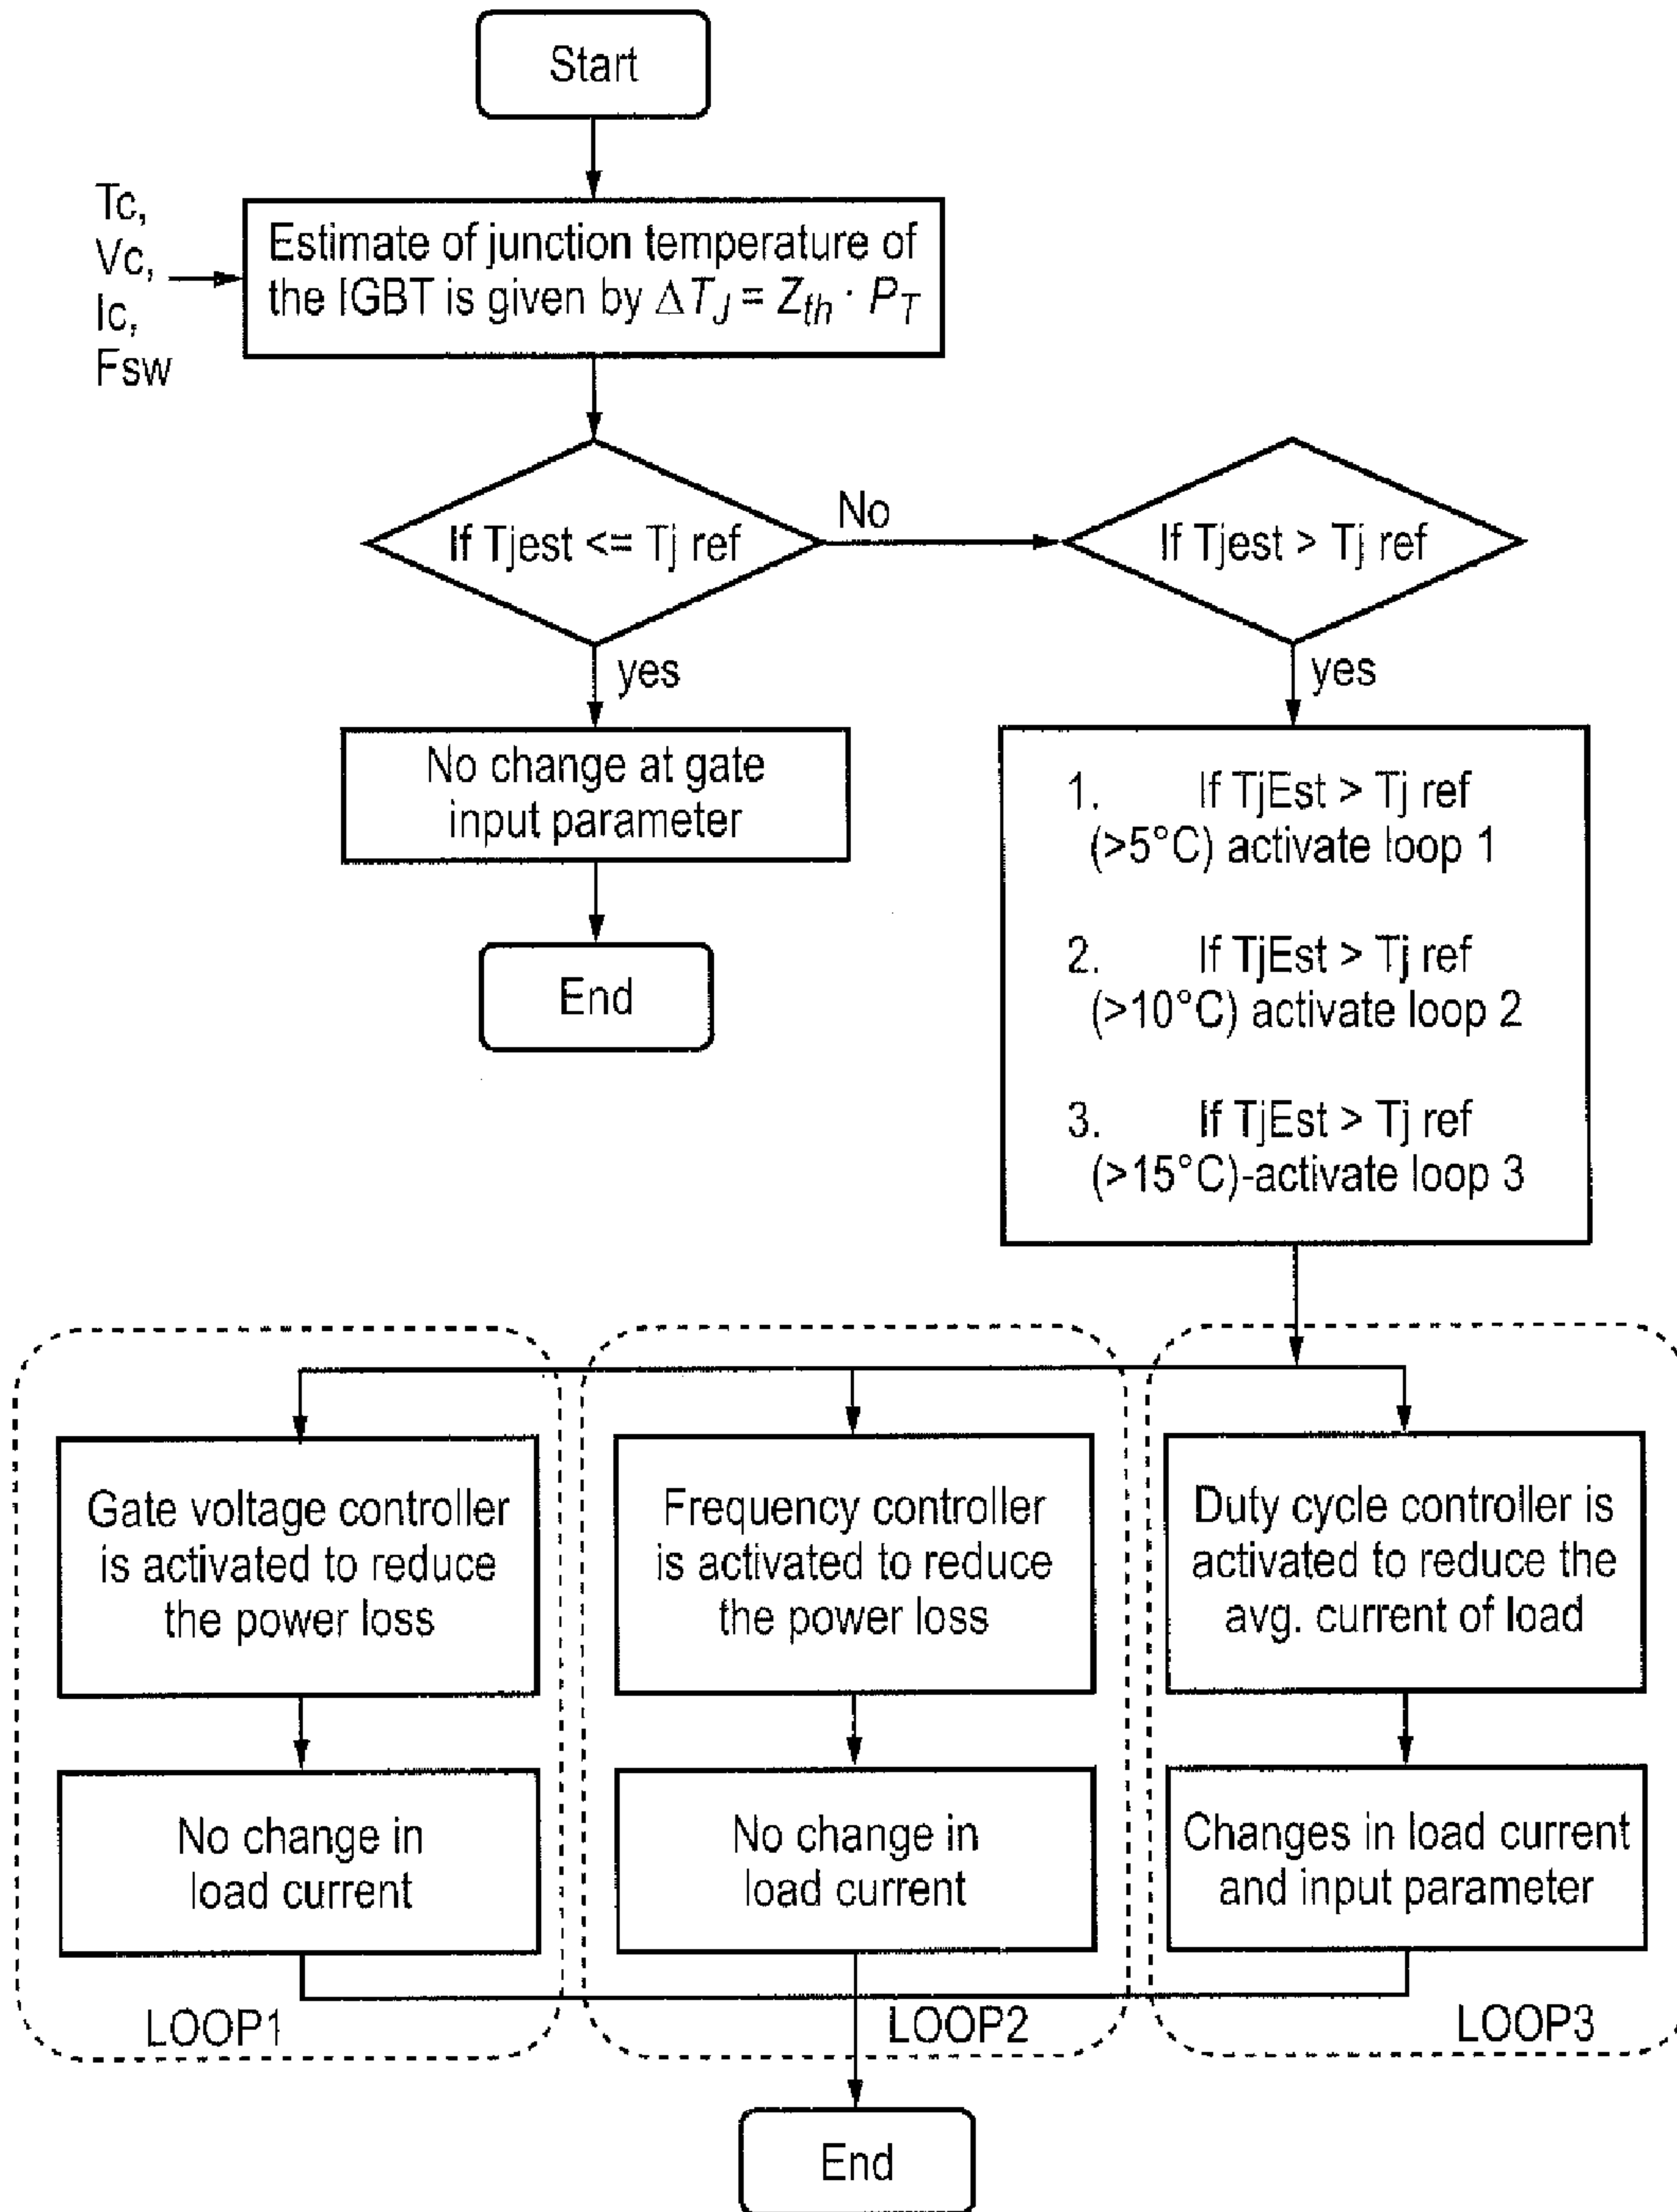 Start
Tc,
Vc,
Ic,
Fsw
Estimate of junction temperature of
the IGBT is given by ΔTJ = Zth · PT
If Tjest <= Tj ref
No
If Tjest > Tj ref
yes
yes
No change at gate
input parameter
End
1. If TjEst > Tj ref
(>5°C) activate loop 1
2. If TjEst > Tj ref
(>10°C) activate loop 2
3. If TjEst > Tj ref
(>15°C)-activate loop 3
Gate voltage controller
is activated to reduce
the power loss
Frequency controller
is activated to reduce
the power loss
Duty cycle controller is
activated to reduce the
avg. current of load
No change in
load current
No change in
load current
Changes in load current
and input parameter
LOOP1
LOOP2
LOOP3
End